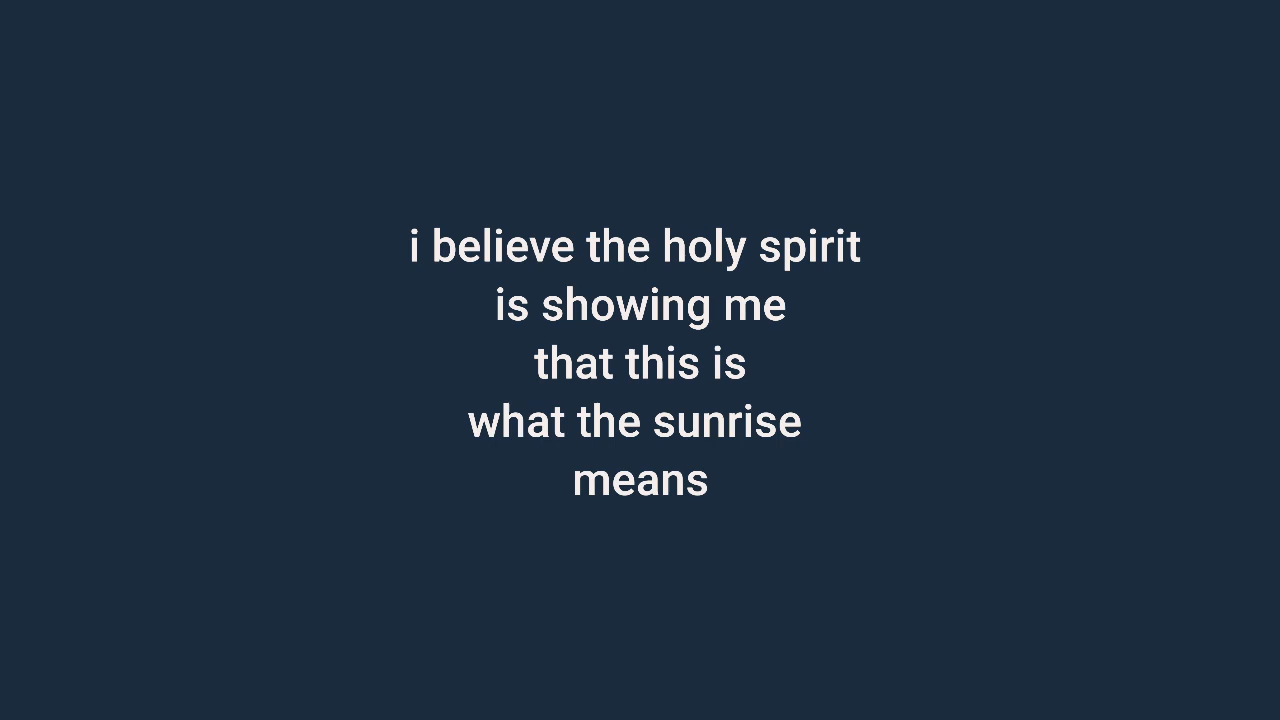 i believe the holy spirit
is showing me
that this is
what the sunrise
means